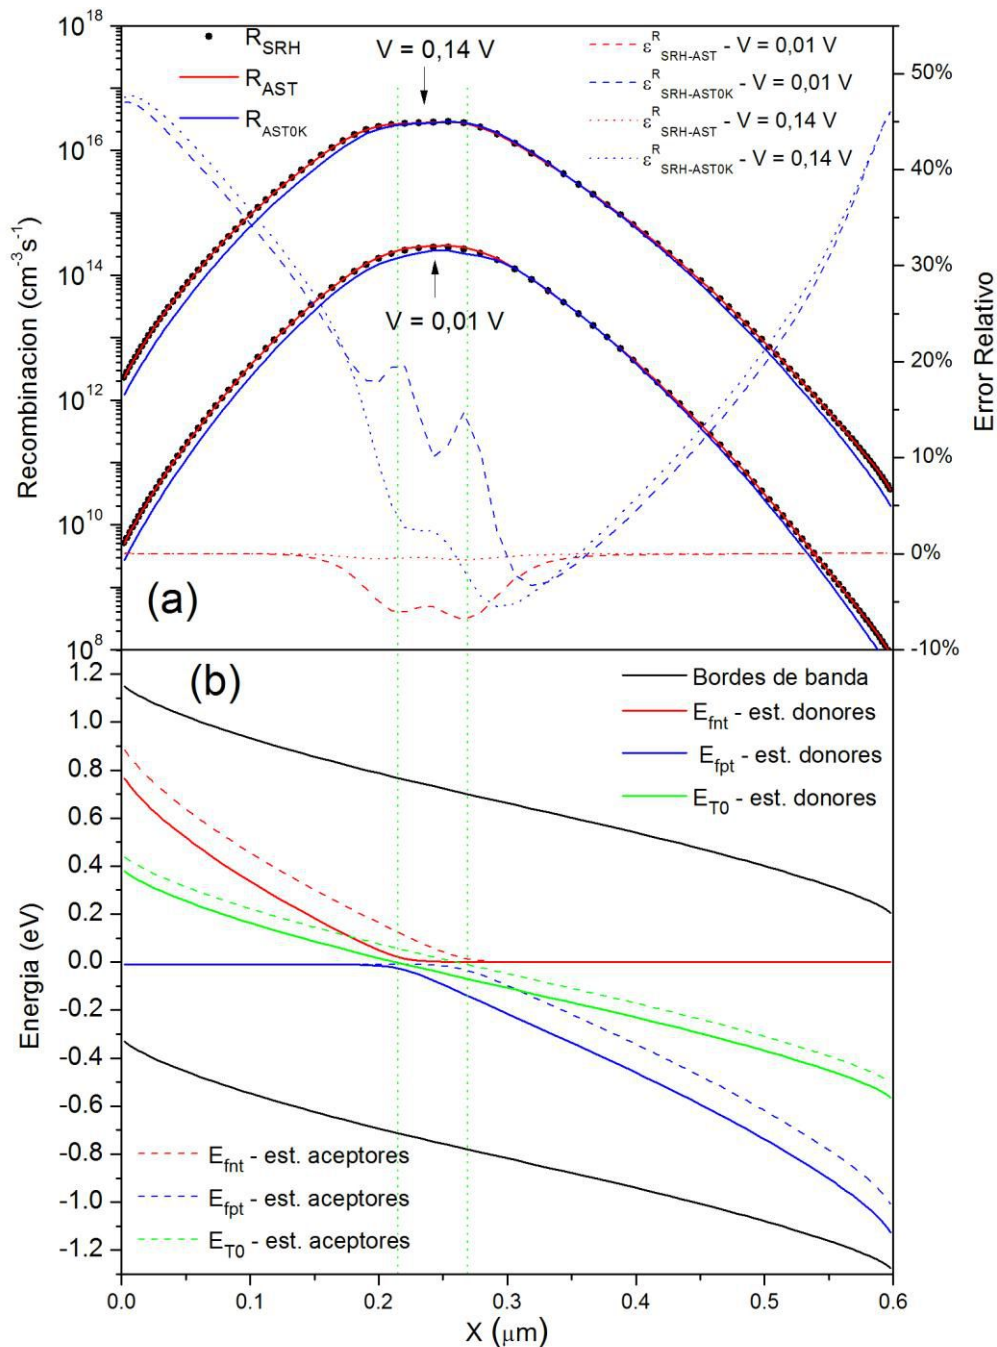 10^18
10^16
10^14
10^12
10^10
10^8
Recombinacion (cm^-3 s^-1)
R_SRH
R_AST
R_AST0K
V = 0,14 V
V = 0,01 V
ε^R_SRH-AST - V = 0,01 V
ε^R_SRH-AST0K - V = 0,01 V
ε^R_SRH-AST - V = 0,14 V
ε^R_SRH-AST0K - V = 0,14 V
50%
40%
30%
20%
10%
0%
-10%
Error Relativo
(a)
(b)
1.2
1.0
0.8
0.6
0.4
0.2
0.0
-0.2
-0.4
-0.6
-0.8
-1.0
-1.2
Energia (eV)
Bordes de banda
E_fnt - est. donores
E_fpt - est. donores
E_T0 - est. donores
E_fnt - est. aceptores
E_fpt - est. aceptores
E_T0 - est. aceptores
0.0 0.1 0.2 0.3 0.4 0.5 0.6
X (μm)